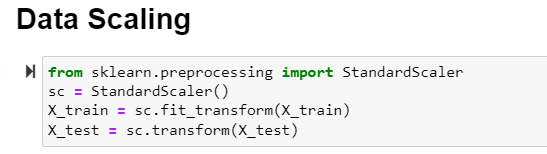 Data Scaling
from sklearn.preprocessing import StandardScaler
sc = StandardScaler()
X_train = sc.fit_transform(X_train)
X_test = sc.transform(X_test)